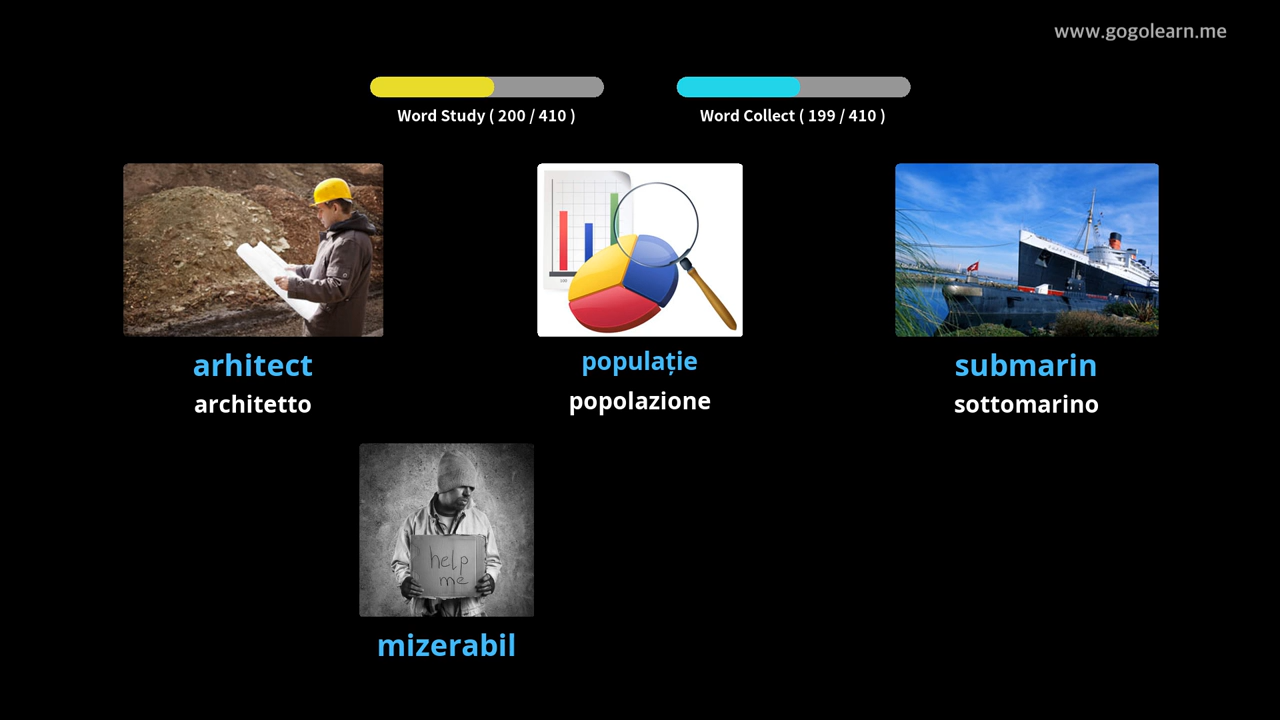 www.gogolearn.me
Word Study ( 200 / 410 )
Word Collect ( 199 / 410 )
arhitect
architetto
populație
popolazione
submarin
sottomarino
help
me
mizerabil